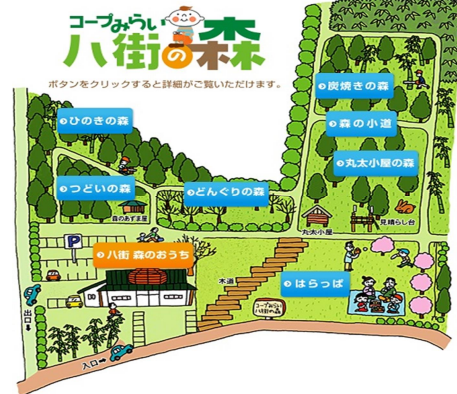 コープみらい
八街の森
ボタンをクリックすると詳細がご覧いただけます。
炭焼きの森
ひのきの森
森の小道
丸太小屋の森
つどいの森
どんぐりの森
森のあずま屋
丸太小屋
見晴らし台
P
八街 森のおうち
木道
はらっぱ
コープみらい
八街の森
出口↓
入口→